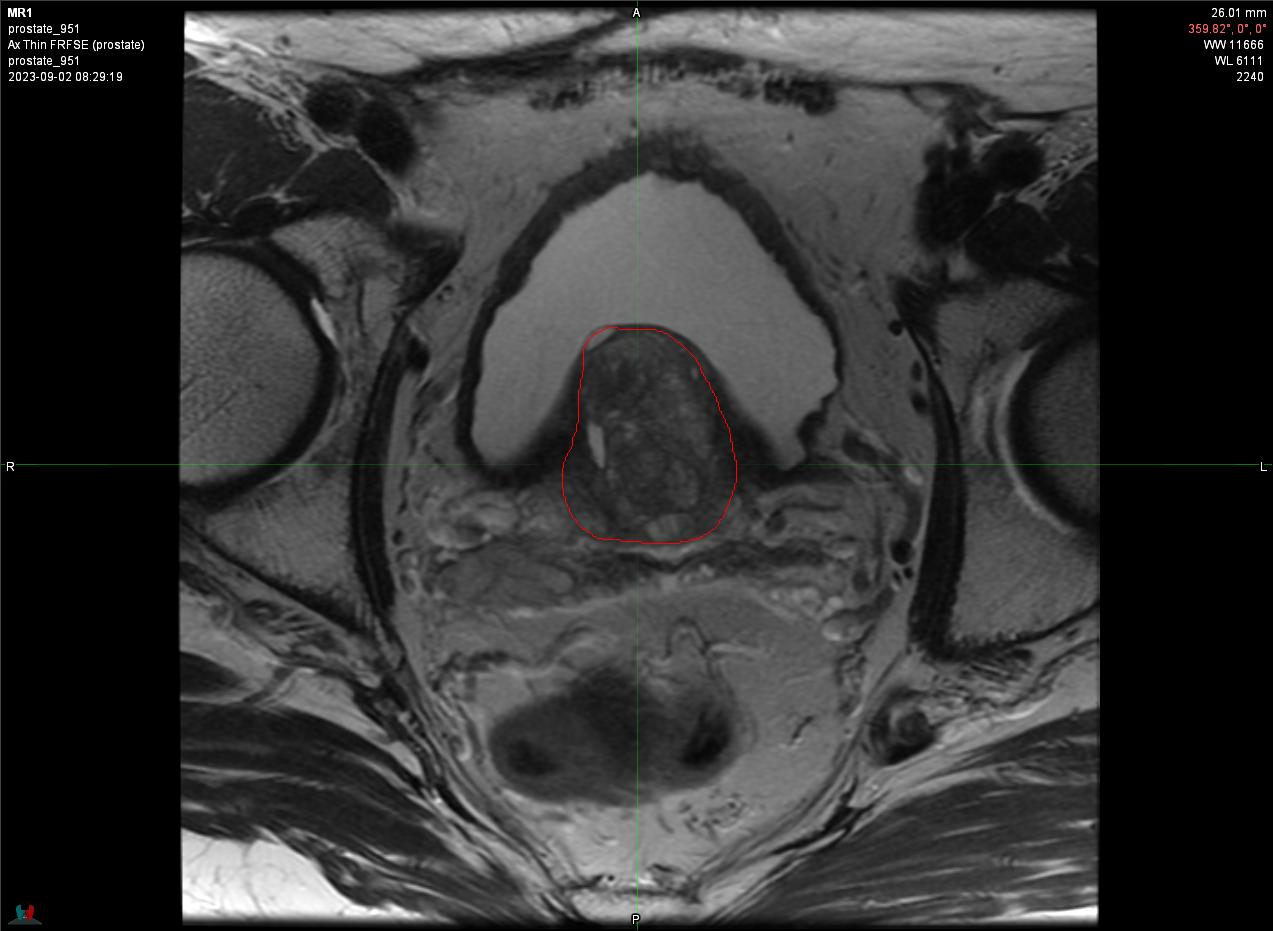 MR1
prostate_951
Ax Thin FRFSE (prostate)
prostate_951
2023-09-02 08:29:19
A
26.01 mm
359.82°, 0°, 0°
WW 11666
WL 6111
2240
R
L
P